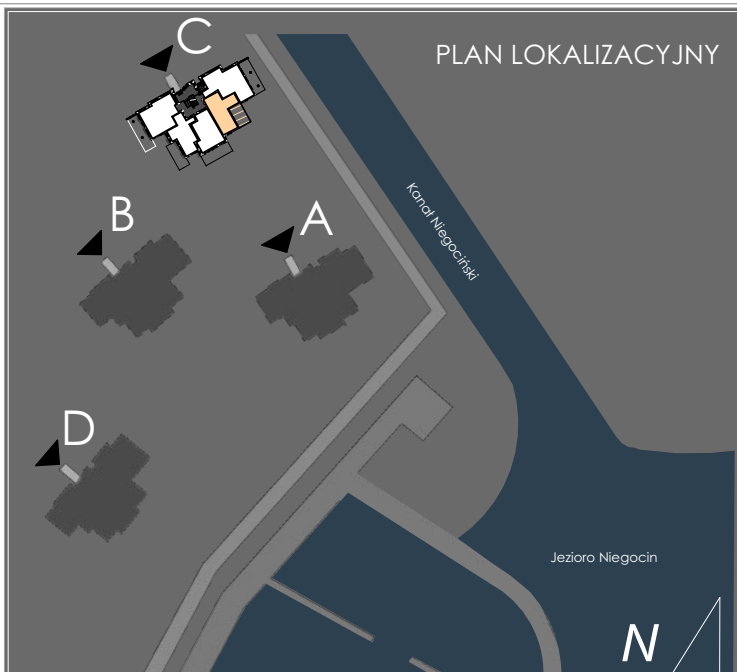 PLAN LOKALIZACYJNY
C
B
A
Kanał Niegociński
D
Jezioro Niegocin
N